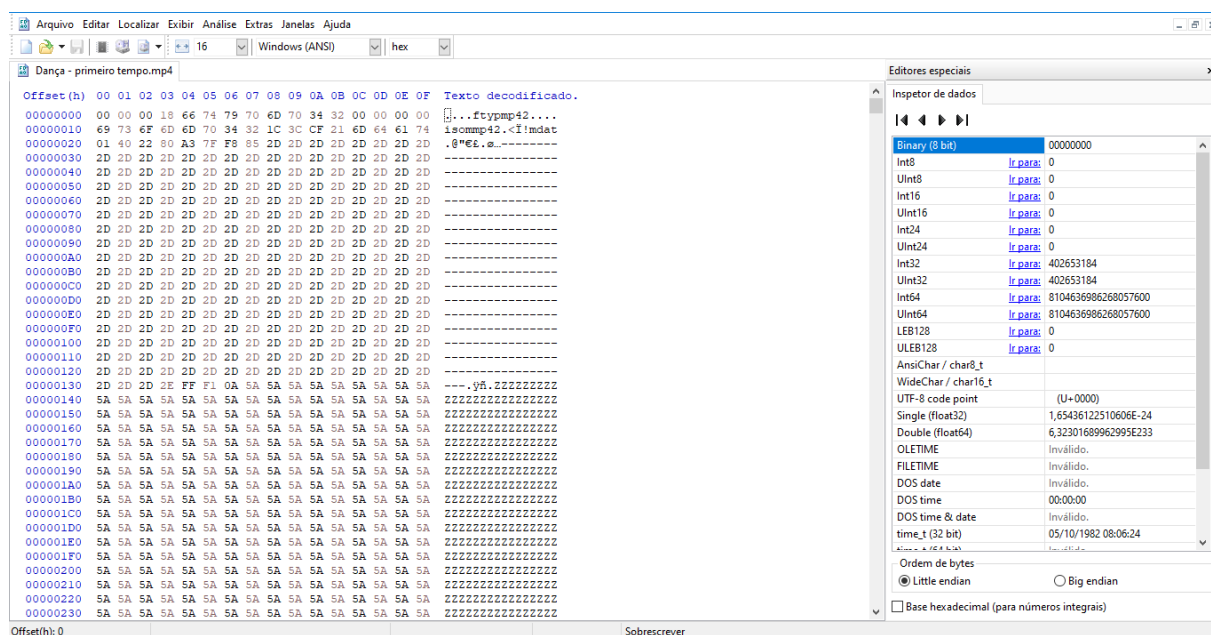 Arquivo Editar Localizar Exibir Análise Extras Janelas Ajuda
16 Windows (ANSI) hex
Dança - primeiro tempo.mp4
Offset(h) 00 01 02 03 04 05 06 07 08 09 0A 0B 0C 0D 0E 0F Texto decodificado.
00000000 00 00 00 18 66 74 79 70 6D 70 34 32 00 00 00 00 ....ftypmp42....
00000010 69 73 6F 6D 6D 70 34 32 1C 3C CF 21 6D 64 61 74 isommp42.<Ï!mdat
00000020 01 40 22 80 A3 7F F8 85 2D 2D 2D 2D 2D 2D 2D 2D .@"€£.ø…--------
00000030 2D 2D 2D 2D 2D 2D 2D 2D 2D 2D 2D 2D 2D 2D 2D 2D ----------------
00000040 2D 2D 2D 2D 2D 2D 2D 2D 2D 2D 2D 2D 2D 2D 2D 2D ----------------
00000050 2D 2D 2D 2D 2D 2D 2D 2D 2D 2D 2D 2D 2D 2D 2D 2D ----------------
00000060 2D 2D 2D 2D 2D 2D 2D 2D 2D 2D 2D 2D 2D 2D 2D 2D ----------------
00000070 2D 2D 2D 2D 2D 2D 2D 2D 2D 2D 2D 2D 2D 2D 2D 2D ----------------
00000080 2D 2D 2D 2D 2D 2D 2D 2D 2D 2D 2D 2D 2D 2D 2D 2D ----------------
00000090 2D 2D 2D 2D 2D 2D 2D 2D 2D 2D 2D 2D 2D 2D 2D 2D ----------------
000000A0 2D 2D 2D 2D 2D 2D 2D 2D 2D 2D 2D 2D 2D 2D 2D 2D ----------------
000000B0 2D 2D 2D 2D 2D 2D 2D 2D 2D 2D 2D 2D 2D 2D 2D 2D ----------------
000000C0 2D 2D 2D 2D 2D 2D 2D 2D 2D 2D 2D 2D 2D 2D 2D 2D ----------------
000000D0 2D 2D 2D 2D 2D 2D 2D 2D 2D 2D 2D 2D 2D 2D 2D 2D ----------------
000000E0 2D 2D 2D 2D 2D 2D 2D 2D 2D 2D 2D 2D 2D 2D 2D 2D ----------------
000000F0 2D 2D 2D 2D 2D 2D 2D 2D 2D 2D 2D 2D 2D 2D 2D 2D ----------------
00000100 2D 2D 2D 2D 2D 2D 2D 2D 2D 2D 2D 2D 2D 2D 2D 2D ----------------
00000110 2D 2D 2D 2D 2D 2D 2D 2D 2D 2D 2D 2D 2D 2D 2D 2D ----------------
00000120 2D 2D 2D 2D 2D 2D 2D 2D 2D 2D 2D 2D 2D 2D 2D 2D ----------------
00000130 2D 2D 2D 2E FF F1 0A 5A 5A 5A 5A 5A 5A 5A 5A 5A ---.ÿñ.ZZZZZZZZZ
00000140 5A 5A 5A 5A 5A 5A 5A 5A 5A 5A 5A 5A 5A 5A 5A 5A ZZZZZZZZZZZZZZZZ
00000150 5A 5A 5A 5A 5A 5A 5A 5A 5A 5A 5A 5A 5A 5A 5A 5A ZZZZZZZZZZZZZZZZ
00000160 5A 5A 5A 5A 5A 5A 5A 5A 5A 5A 5A 5A 5A 5A 5A 5A ZZZZZZZZZZZZZZZZ
00000170 5A 5A 5A 5A 5A 5A 5A 5A 5A 5A 5A 5A 5A 5A 5A 5A ZZZZZZZZZZZZZZZZ
00000180 5A 5A 5A 5A 5A 5A 5A 5A 5A 5A 5A 5A 5A 5A 5A 5A ZZZZZZZZZZZZZZZZ
00000190 5A 5A 5A 5A 5A 5A 5A 5A 5A 5A 5A 5A 5A 5A 5A 5A ZZZZZZZZZZZZZZZZ
000001A0 5A 5A 5A 5A 5A 5A 5A 5A 5A 5A 5A 5A 5A 5A 5A 5A ZZZZZZZZZZZZZZZZ
000001B0 5A 5A 5A 5A 5A 5A 5A 5A 5A 5A 5A 5A 5A 5A 5A 5A ZZZZZZZZZZZZZZZZ
000001C0 5A 5A 5A 5A 5A 5A 5A 5A 5A 5A 5A 5A 5A 5A 5A 5A ZZZZZZZZZZZZZZZZ
000001D0 5A 5A 5A 5A 5A 5A 5A 5A 5A 5A 5A 5A 5A 5A 5A 5A ZZZZZZZZZZZZZZZZ
000001E0 5A 5A 5A 5A 5A 5A 5A 5A 5A 5A 5A 5A 5A 5A 5A 5A ZZZZZZZZZZZZZZZZ
000001F0 5A 5A 5A 5A 5A 5A 5A 5A 5A 5A 5A 5A 5A 5A 5A 5A ZZZZZZZZZZZZZZZZ
00000200 5A 5A 5A 5A 5A 5A 5A 5A 5A 5A 5A 5A 5A 5A 5A 5A ZZZZZZZZZZZZZZZZ
00000210 5A 5A 5A 5A 5A 5A 5A 5A 5A 5A 5A 5A 5A 5A 5A 5A ZZZZZZZZZZZZZZZZ
00000220 5A 5A 5A 5A 5A 5A 5A 5A 5A 5A 5A 5A 5A 5A 5A 5A ZZZZZZZZZZZZZZZZ
00000230 5A 5A 5A 5A 5A 5A 5A 5A 5A 5A 5A 5A 5A 5A 5A 5A ZZZZZZZZZZZZZZZZ
Editores especiais
Inspetor de dados
Binary (8 bit) 00000000
Int8 Ir para: 0
UInt8 Ir para: 0
Int16 Ir para: 0
UInt16 Ir para: 0
Int24 Ir para: 0
UInt24 Ir para: 0
Int32 Ir para: 402653184
UInt32 Ir para: 402653184
Int64 Ir para: 8104636986268057600
UInt64 Ir para: 8104636986268057600
LEB128 Ir para: 0
ULEB128 Ir para: 0
AnsiChar / char8_t
WideChar / char16_t
UTF-8 code point (U+0000)
Single (float32) 1,65436122510606E-24
Double (float64) 6,32301689962995E233
OLETIME Inválido.
FILETIME Inválido.
DOS date Inválido.
DOS time 00:00:00
DOS time & date Inválido.
time_t (32 bit) 05/10/1982 08:06:24
Ordem de bytes
Little endian Big endian
Base hexadecimal (para números integrais)
Offset(h): 0 Sobrescrever